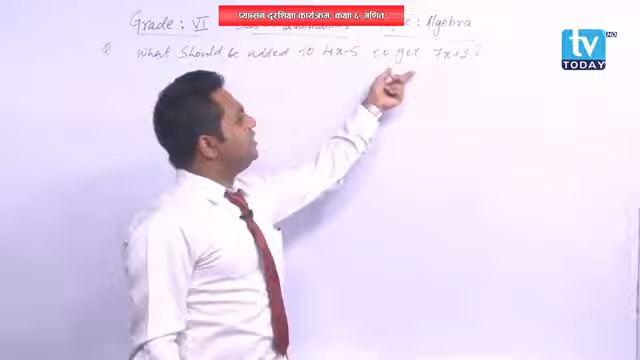 प्याब्सन दुरशिक्षा कार्यक्रमः कक्षा ६ गणित
Grade: VI : Algebra
tv HD
TODAY
Q What should be added to 4x-5 to get 7x+2?